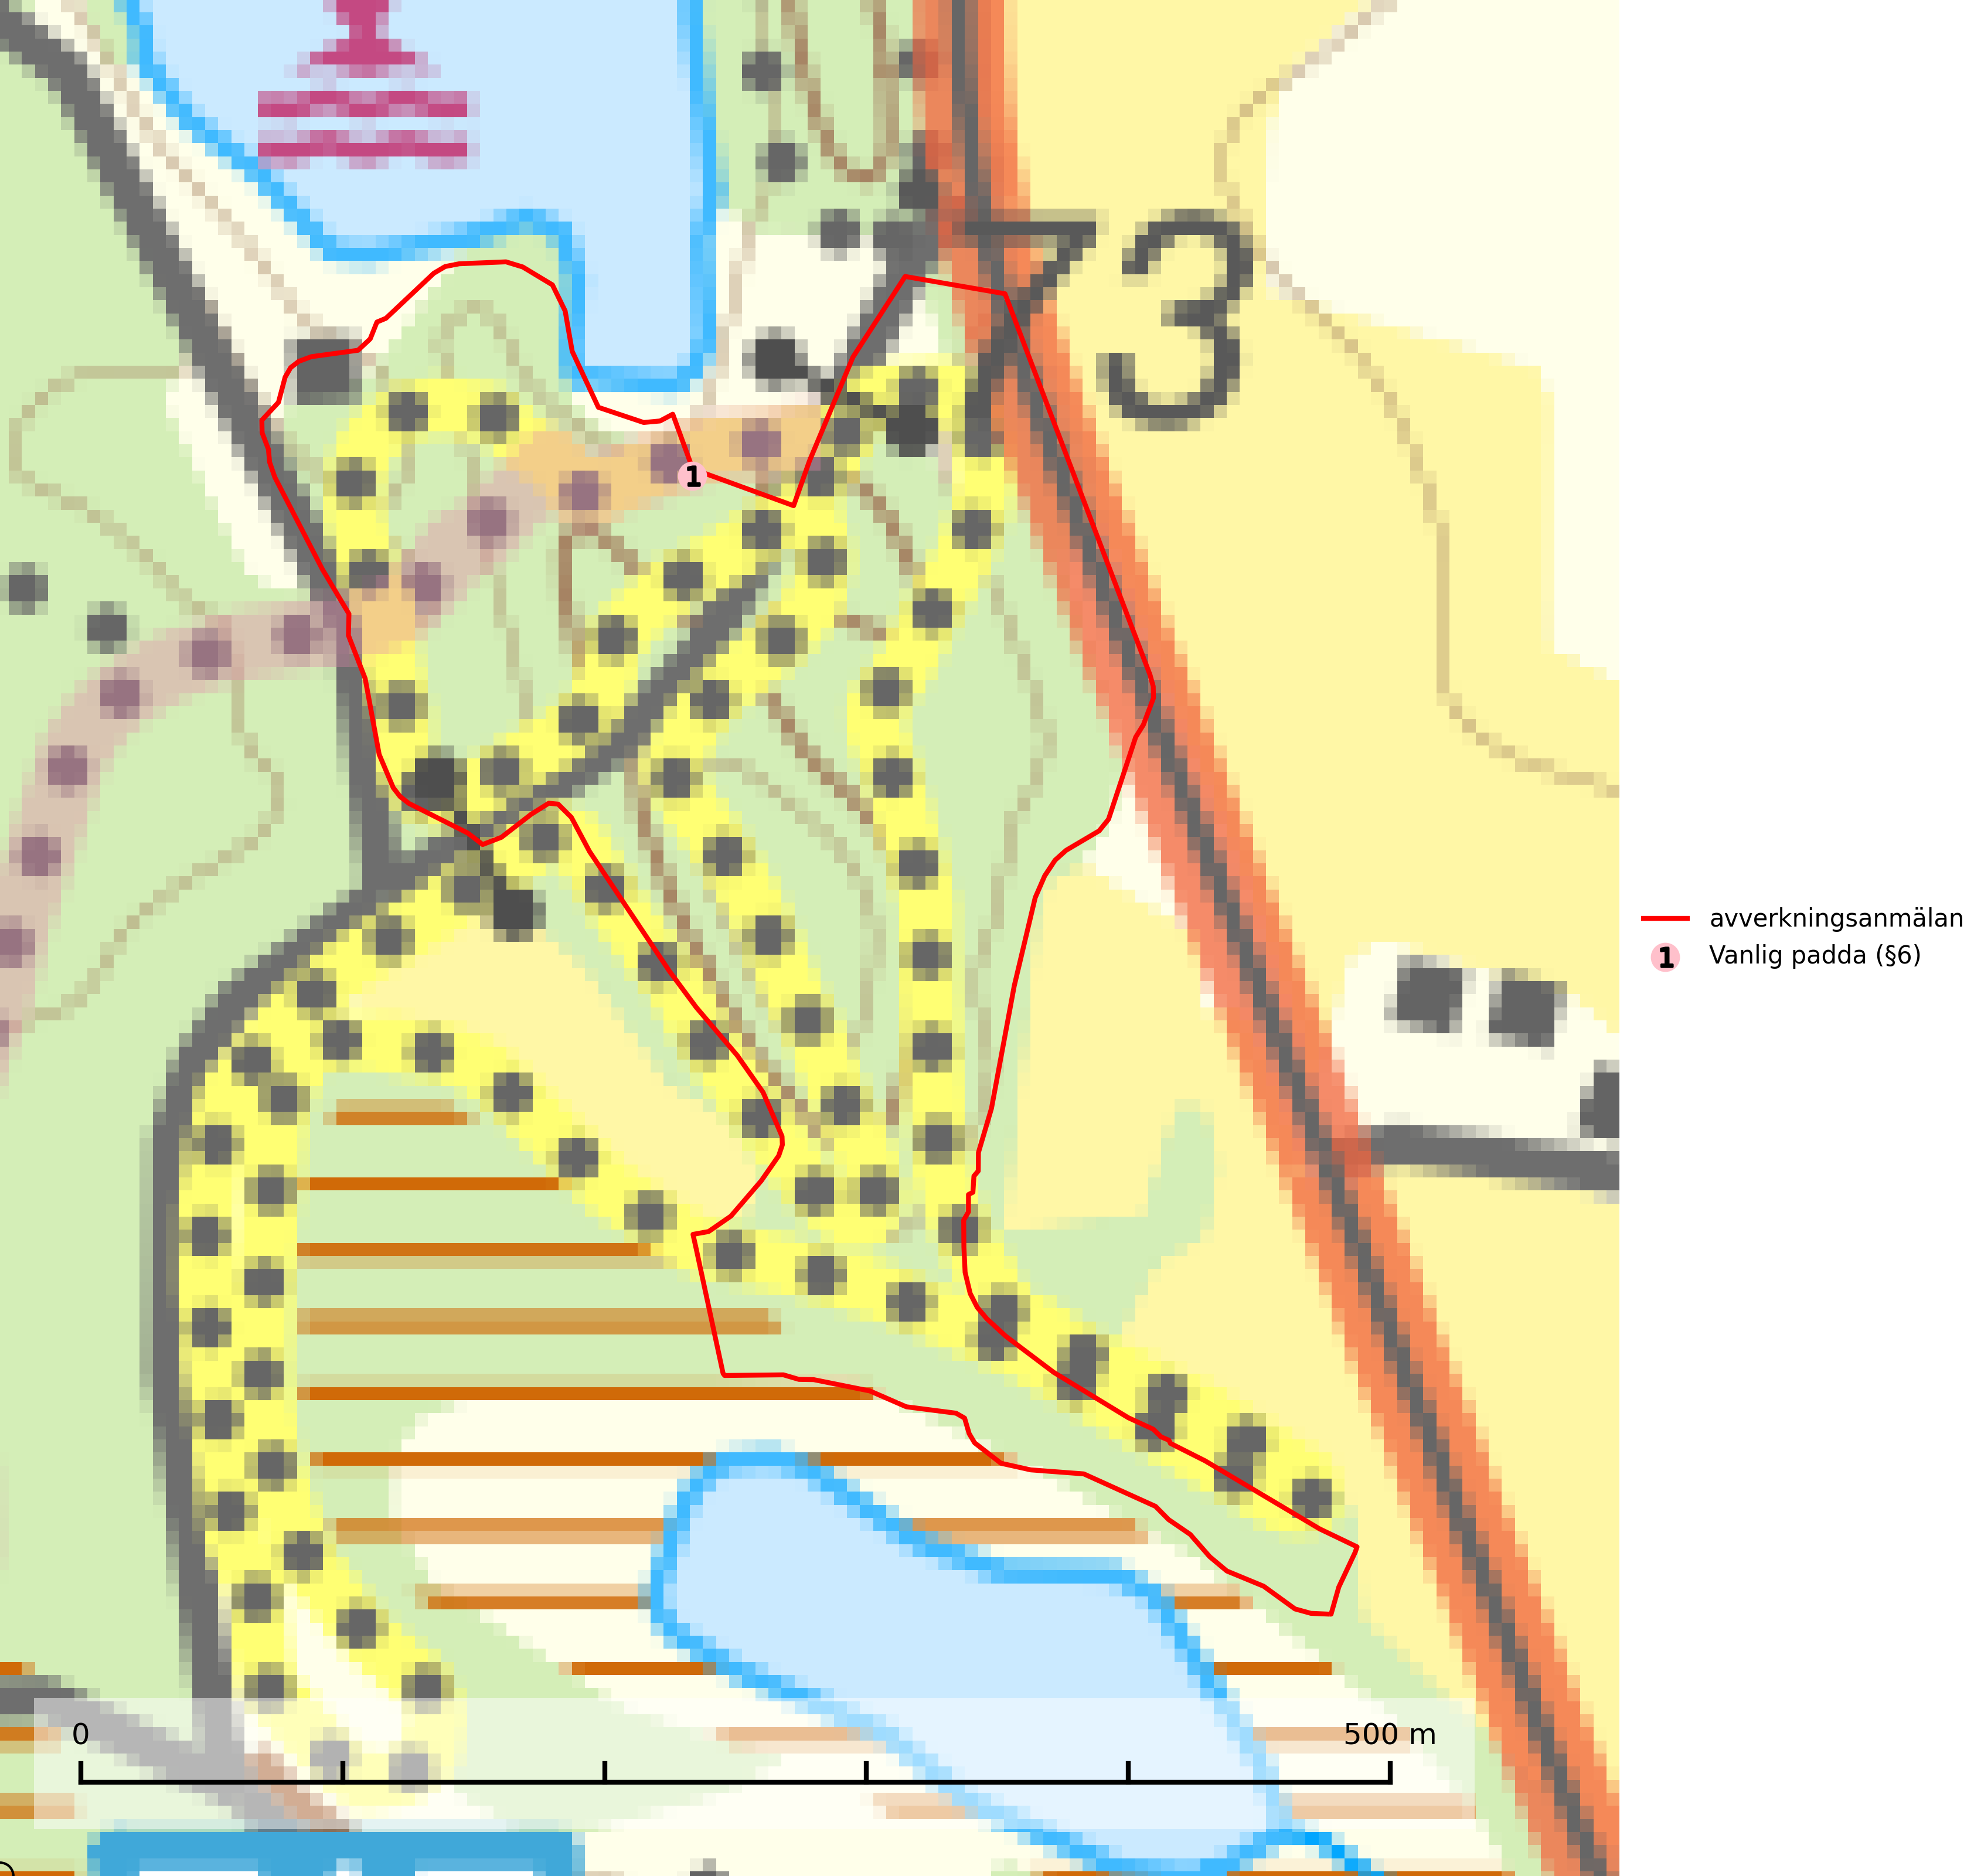 73
1
avverkningsanmälan
1 Vanlig padda (§6)
0 500 m